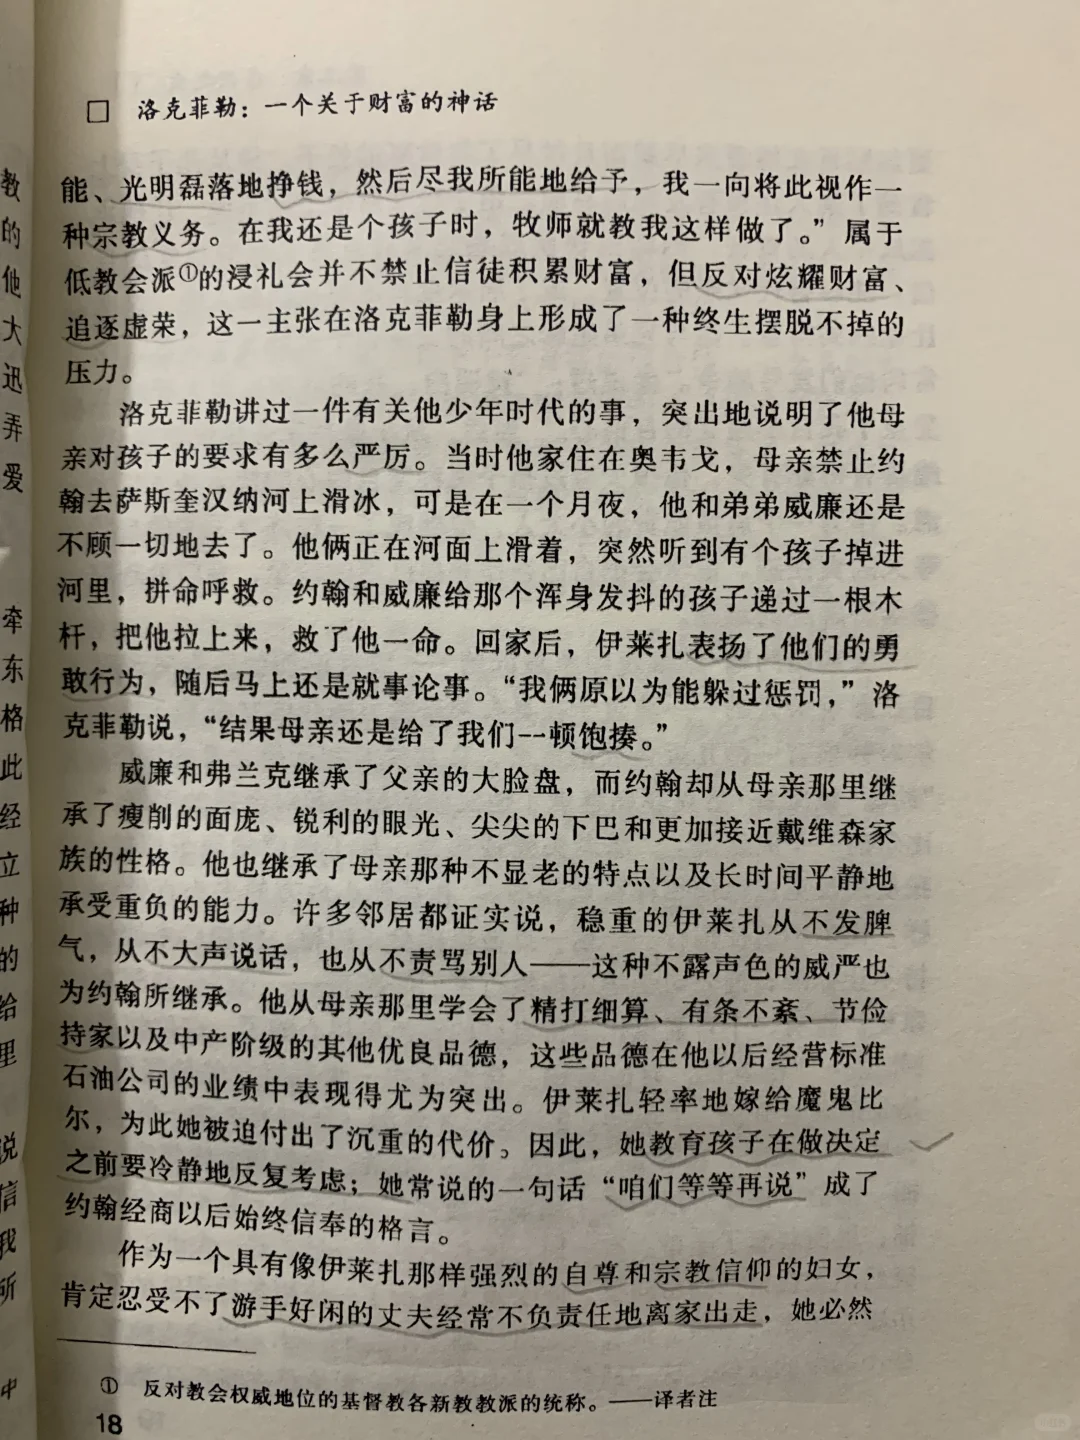 洛克菲勒：一个关于财富的神话
能、光明磊落地挣钱，然后尽我所能地给予，我一向将此视作一
种宗教义务。在我还是个孩子时，牧师就教我这样做了。”属于
低教会派①的浸礼会并不禁止信徒积累财富，但反对炫耀财富、
追逐虚荣，这一主张在洛克菲勒身上形成了一种终生摆脱不掉的
压力。
洛克菲勒讲过一件有关他少年时代的事，突出地说明了他母
亲对孩子的要求有多么严厉。当时他家住在奥韦戈，母亲禁止约
翰去萨斯奎汉纳河上滑冰，可是在一个月夜，他和弟弟威廉还是
不顾一切地去了。他俩正在河面上滑着，突然听到有个孩子掉进
河里，拼命呼救。约翰和威廉给那个浑身发抖的孩子递过一根木
杆，把他拉上来，救了他一命。回家后，伊莱扎表扬了他们的勇
敢行为，随后马上还是就事论事。“我俩原以为能躲过惩罚，”洛
克菲勒说，“结果母亲还是给了我们一顿饱揍。”
威廉和弗兰克继承了父亲的大脸盘，而约翰却从母亲那里继
承了瘦削的面庞、锐利的眼光、尖尖的下巴和更加接近戴维森家
族的性格。他也继承了母亲那种不显老的特点以及长时间平静地
承受重负的能力。许多邻居都证实说，稳重的伊莱扎从不发脾
气，从不大声说话，也从不责骂别人——这种不露声色的威严也
为约翰所继承。他从母亲那里学会了精打细算、有条不紊、节俭
持家以及中产阶级的其他优良品德，这些品德在他以后经营标准
石油公司的业绩中表现得尤为突出。伊莱扎轻率地嫁给魔鬼比
尔，为此她被迫付出了沉重的代价。因此，她教育孩子在做决定
之前要冷静地反复考虑；她常说的一句话“咱们等等再说”成了
约翰经商以后始终信奉的格言。
作为一个具有像伊莱扎那样强烈的自尊和宗教信仰的妇女，
肯定忍受不了游手好闲的丈夫经常不负责任地离家出走，她必然
① 反对教会权威地位的基督教各新教教派的统称。——译者注
18
教
的
他
大
迅
弄
爱
牵
东
格
此
经
立
种
的
给
里
说
信
我
所
中